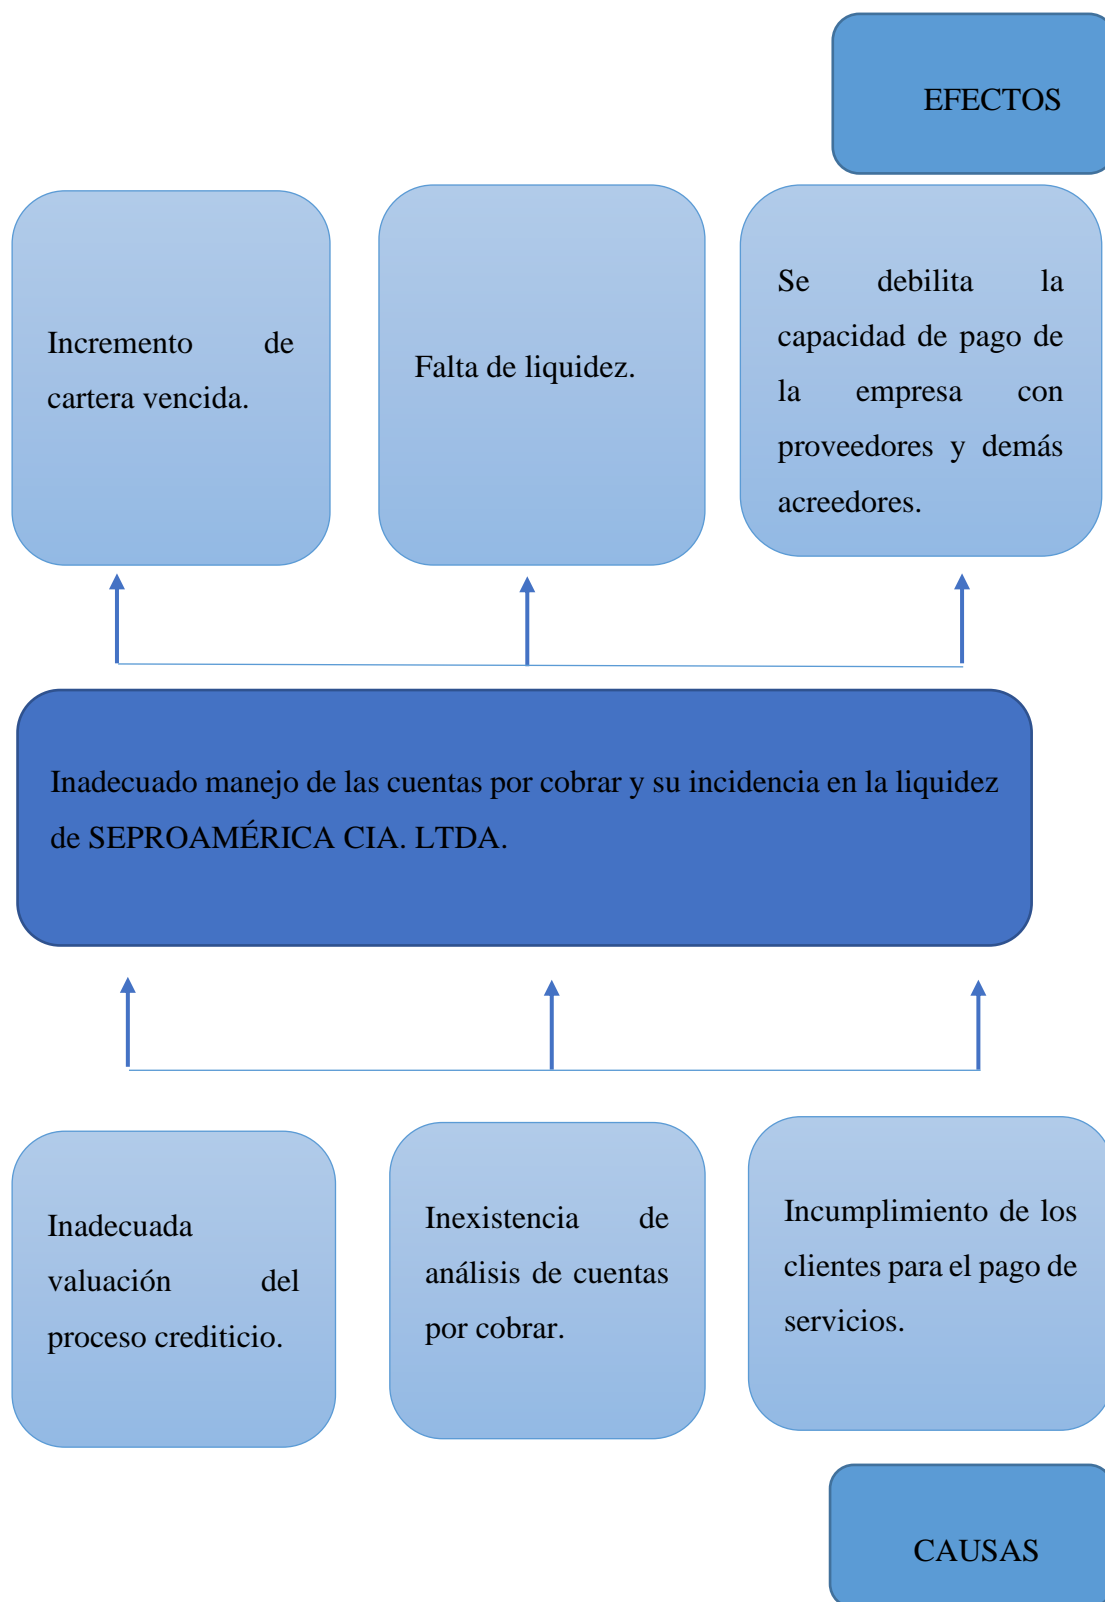 EFECTOS
Incremento de
cartera vencida.
Falta de liquidez.
Se debilita la
capacidad de pago de
la empresa con
proveedores y demás
acreedores.
Inadecuado manejo de las cuentas por cobrar y su incidencia en la liquidez
de SEPROAMÉRICA CIA. LTDA.
Inadecuada
valuación del
proceso crediticio.
Inexistencia de
análisis de cuentas
por cobrar.
Incumplimiento de los
clientes para el pago de
servicios.
CAUSAS